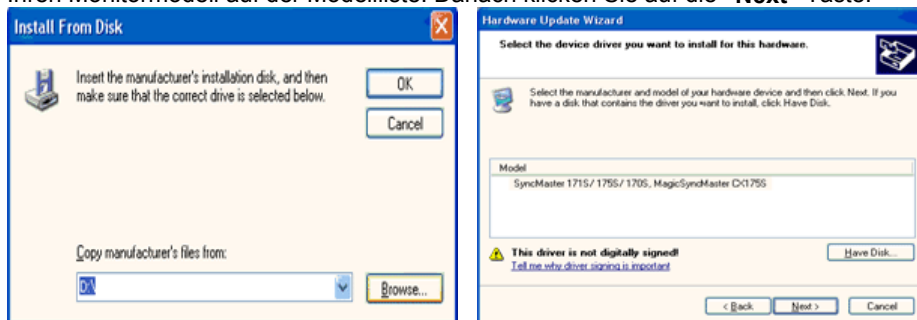 Ihren Monitormodell auf der Modellliste. Danach klicken Sie auf die "Next" Taste.
Install From Disk
Insert the manufacturer's installation disk, and then
make sure that the correct drive is selected below.
OK
Cancel
Copy manufacturer's files from:
D:\
Browse...
Hardware Update Wizard
Select the device driver you want to install for this hardware.
Select the manufacturer and model of your hardware device and then click Next. If you
have a disk that contains the driver you want to install, click Have Disk.
Model
SyncMaster 171S/ 175S/ 170S, MagicSyncMaster CX175S
This driver is not digitally signed!
Tell me why driver signing is important
Have Disk...
< Back
Next >
Cancel